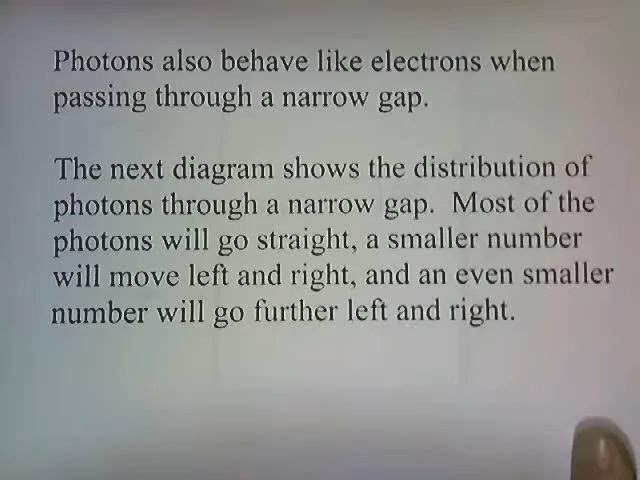 Photons also behave like electrons when
passing through a narrow gap.
The next diagram shows the distribution of
photons through a narrow gap.  Most of the
photons will go straight, a smaller number
will move left and right, and an even smaller
number will go further left and right.